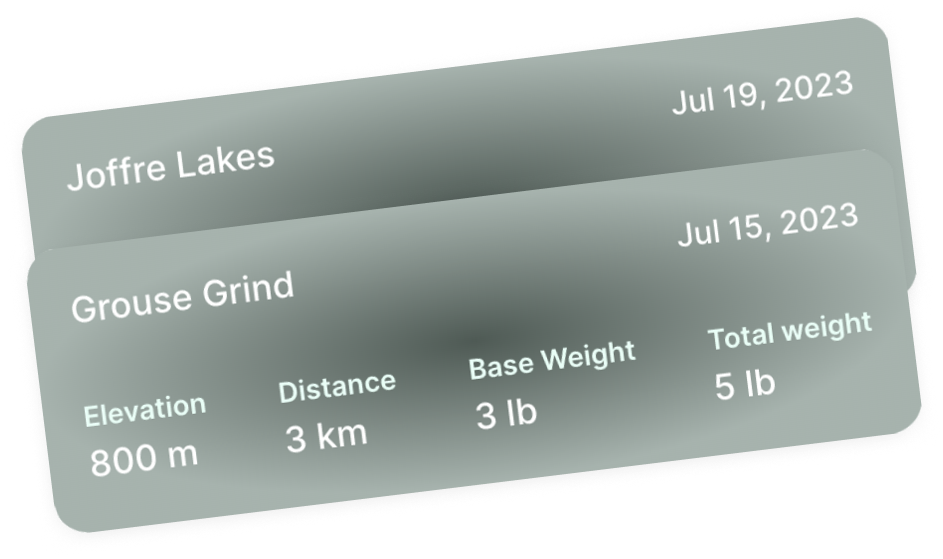 Joffre Lakes
Jul 19, 2023
Grouse Grind
Jul 15, 2023
Elevation Distance Base Weight Total weight
800 m 3 km 3 lb 5 lb